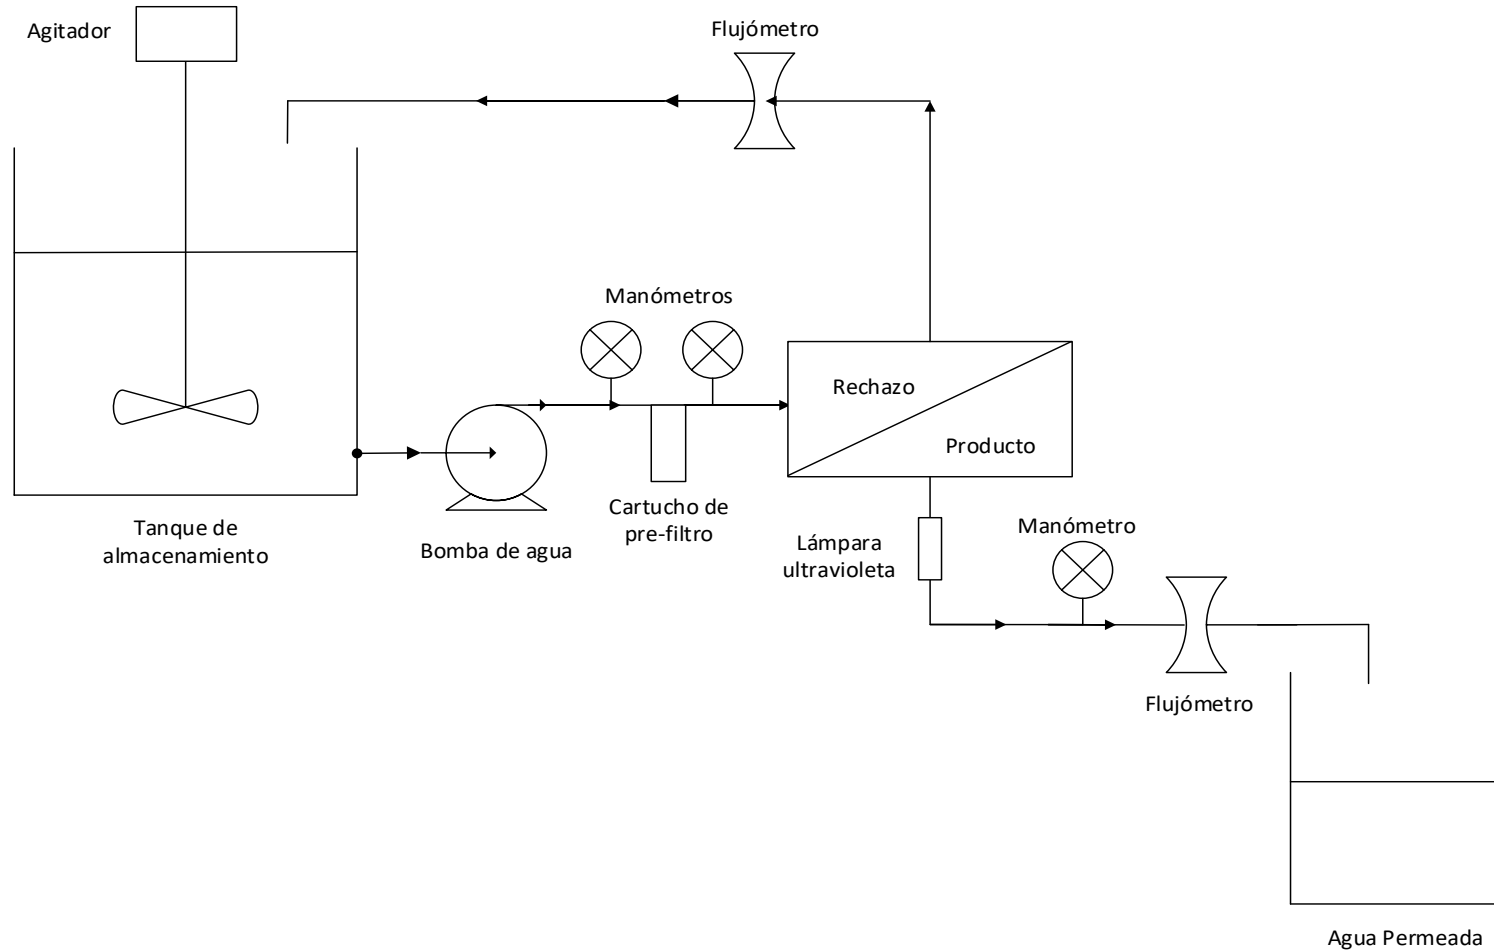 Agitador
Flujómetro
Manómetros
Rechazo
Producto
Tanque de
almacenamiento
Bomba de agua
Cartucho de
pre-filtro
Lámpara
ultravioleta
Manómetro
Flujómetro
Agua Permeada